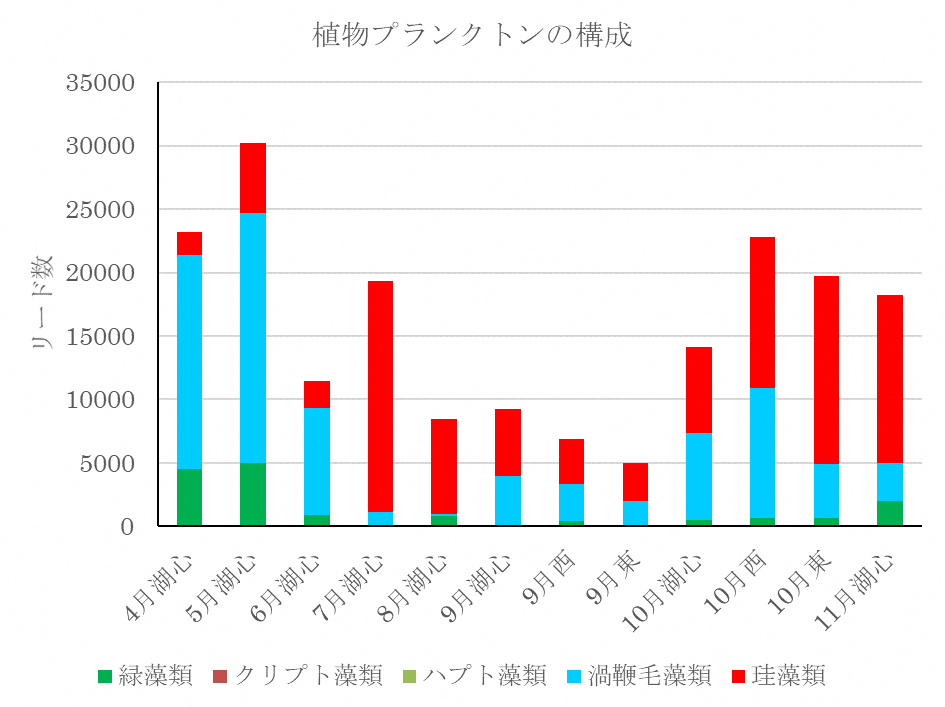 植物プランクトンの構成
35000
30000
25000
20000
15000
10000
5000
0
リード数
4月湖心
5月湖心
6月湖心
7月湖心
8月湖心
9月湖心
9月西
9月東
10月湖心
10月西
10月東
11月湖心
緑藻類 クリプト藻類 ハプト藻類 渦鞭毛藻類 珪藻類